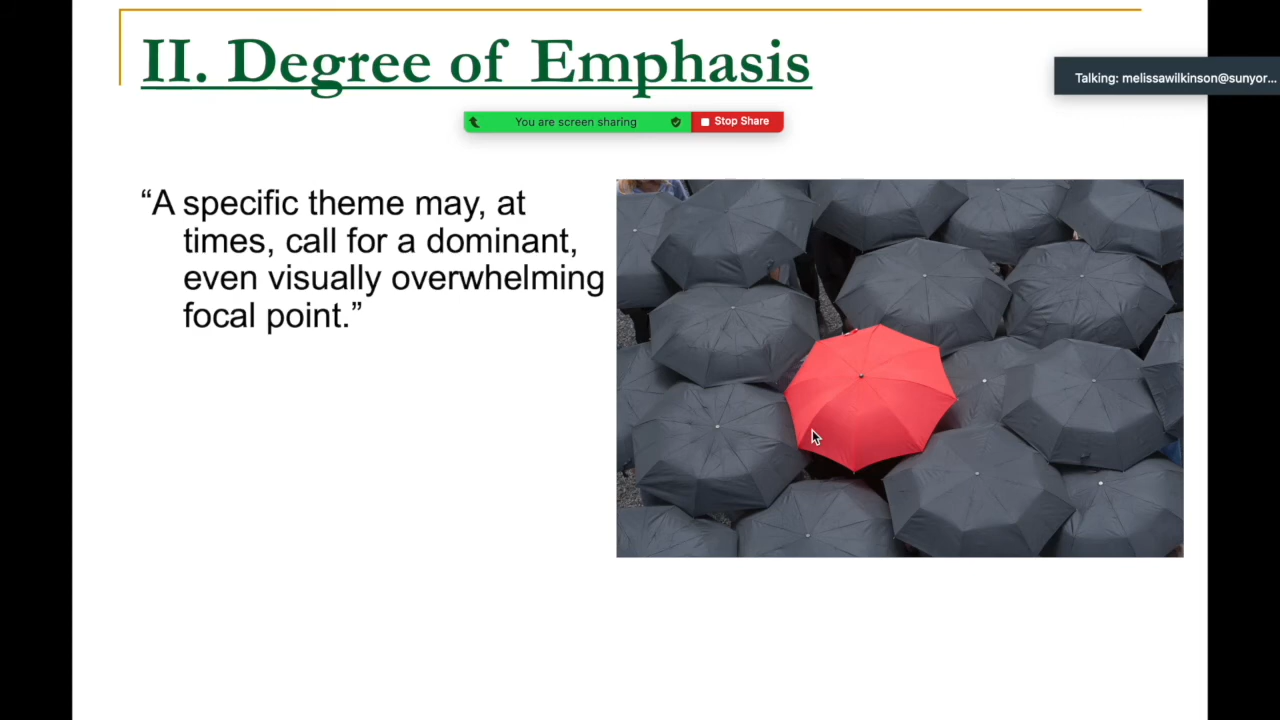 II. Degree of Emphasis
Talking: melissawilkinson@sunyor...
You are screen sharing
Stop Share
“A specific theme may, at
times, call for a dominant,
even visually overwhelming
focal point.”